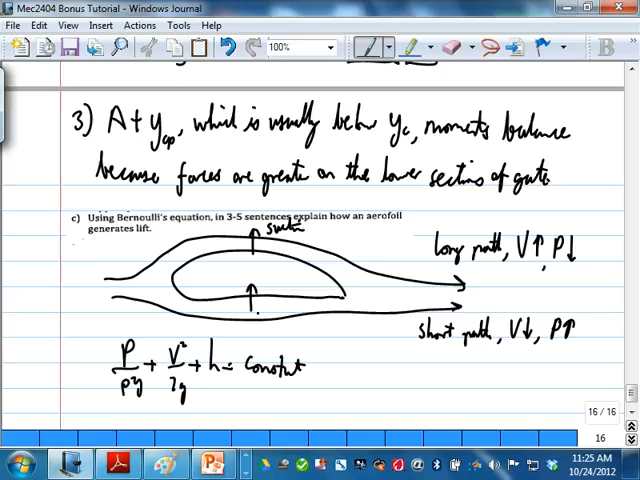 Mec2404 Bonus Tutorial - Windows Journal
File Edit View Insert Actions Tools Help
100%
3) At ycp, which is usually below yc, moments balance
because forces are greater on the lower section of gate
c) Using Bernoulli's equation, in 3-5 sentences explain how an aerofoil
generates lift.
suction
long path, V↑ P↓
short path, V↓, P↑
P/ρg + V²/2g + h = constant
16 / 16
16
11:25 AM
10/24/2012